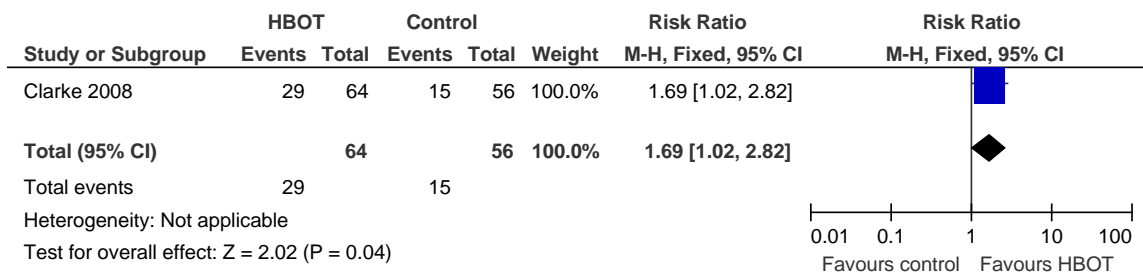 HBOT Control Risk Ratio Risk Ratio
Study or Subgroup Events Total Events Total Weight M-H, Fixed, 95% CI M-H, Fixed, 95% CI
Clarke 2008 29 64 15 56 100.0% 1.69 [1.02, 2.82]
Total (95% CI) 64 56 100.0% 1.69 [1.02, 2.82]
Total events 29 15
Heterogeneity: Not applicable
Test for overall effect: Z = 2.02 (P = 0.04)
0.01 0.1 1 10 100
Favours control Favours HBOT